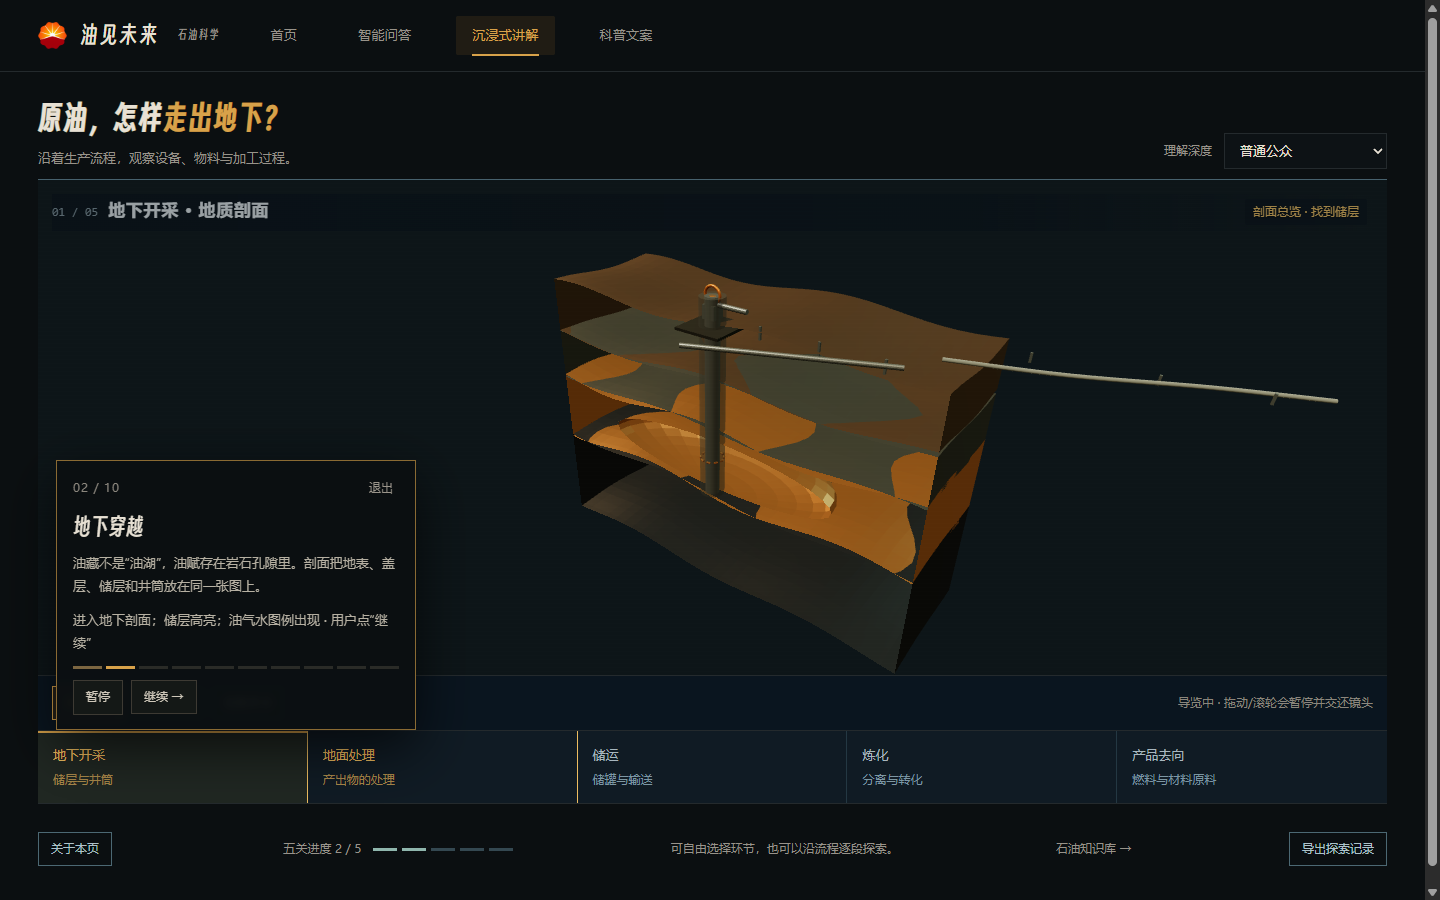 油见未来
石油科学
首页
智能问答
沉浸式讲解
科普文案
原油，怎样走出地下？
沿着生产流程，观察设备、物料与加工过程。
理解深度
普通公众
01 / 05
地下开采 · 地质剖面
剖面总览 · 找到储层
02 / 10
退出
地下穿越
油藏不是“油湖”，油赋存在岩石孔隙里。剖面把地表、盖
层、储层和井筒放在同一张图上。
进入地下剖面；储层高亮；油气水图例出现 · 用户点“继
续”
暂停
继续 →
导览中 · 拖动/滚轮会暂停并交还镜头
地下开采
储层与井筒
地面处理
产出物的处理
储运
储罐与输送
炼化
分离与转化
产品去向
燃料与材料原料
关于本页
五关进度 2 / 5
可自由选择环节，也可以沿流程逐段探索。
石油知识库 →
导出探索记录